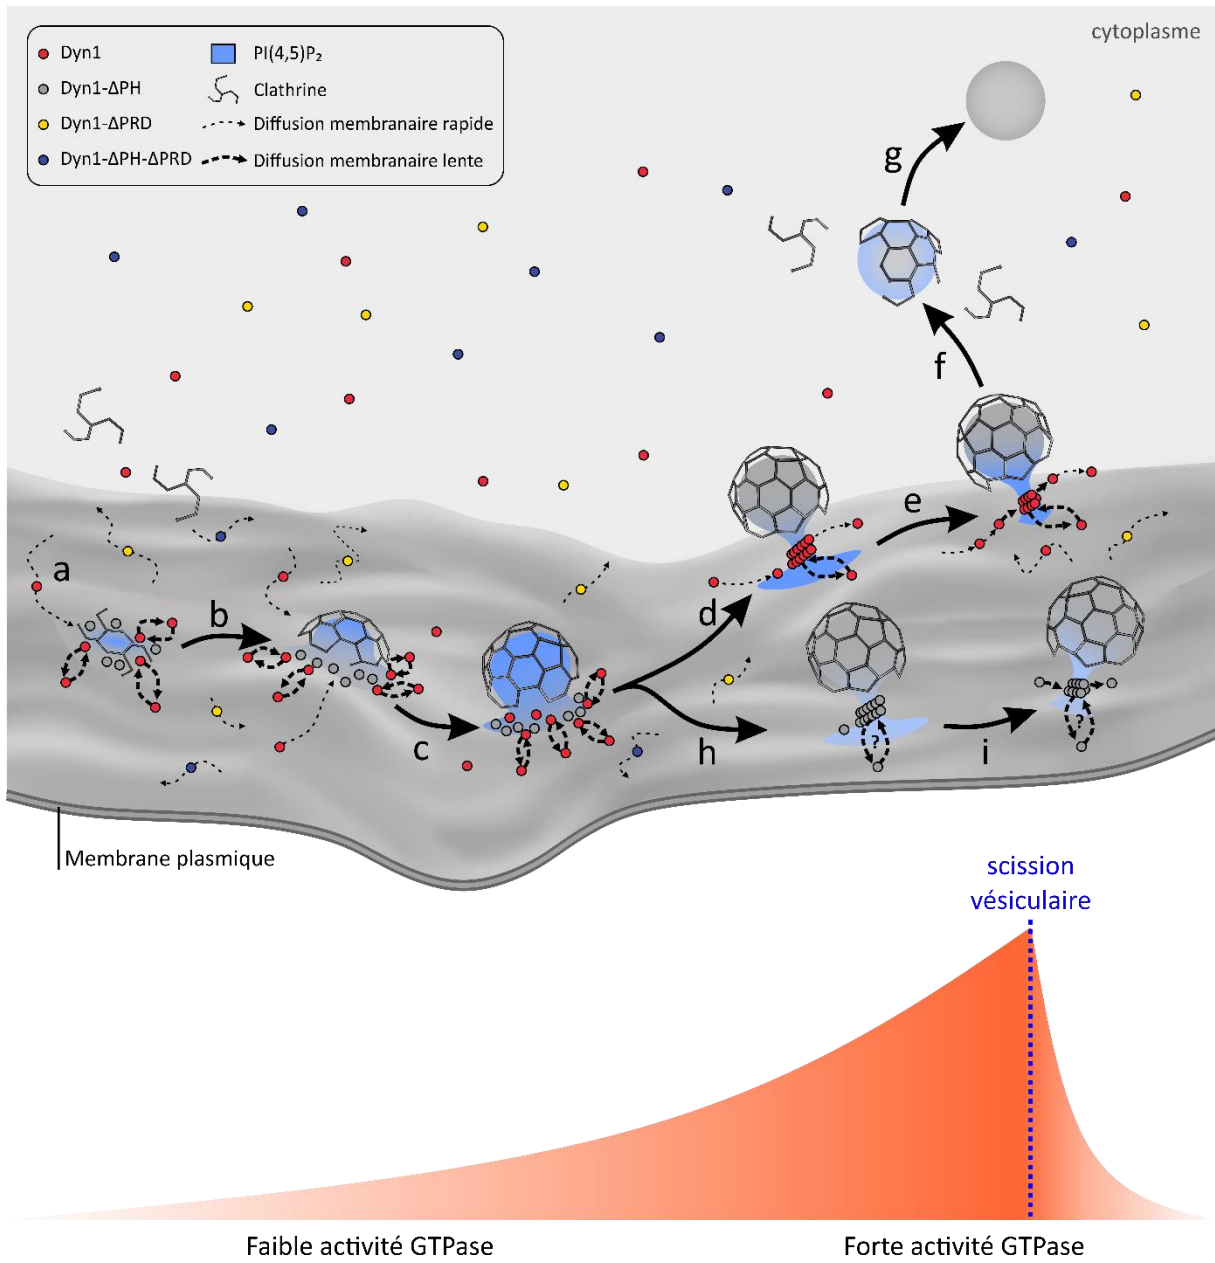 cytoplasme
Dyn1
PI(4,5)P₂
Dyn1-ΔPH
Clathrine
Dyn1-ΔPRD
Diffusion membranaire rapide
Dyn1-ΔPH-ΔPRD
Diffusion membranaire lente
g
f
e
a
b
d
c
h
?
i
?
Membrane plasmique
scission
vésiculaire
Faible activité GTPase
Forte activité GTPase